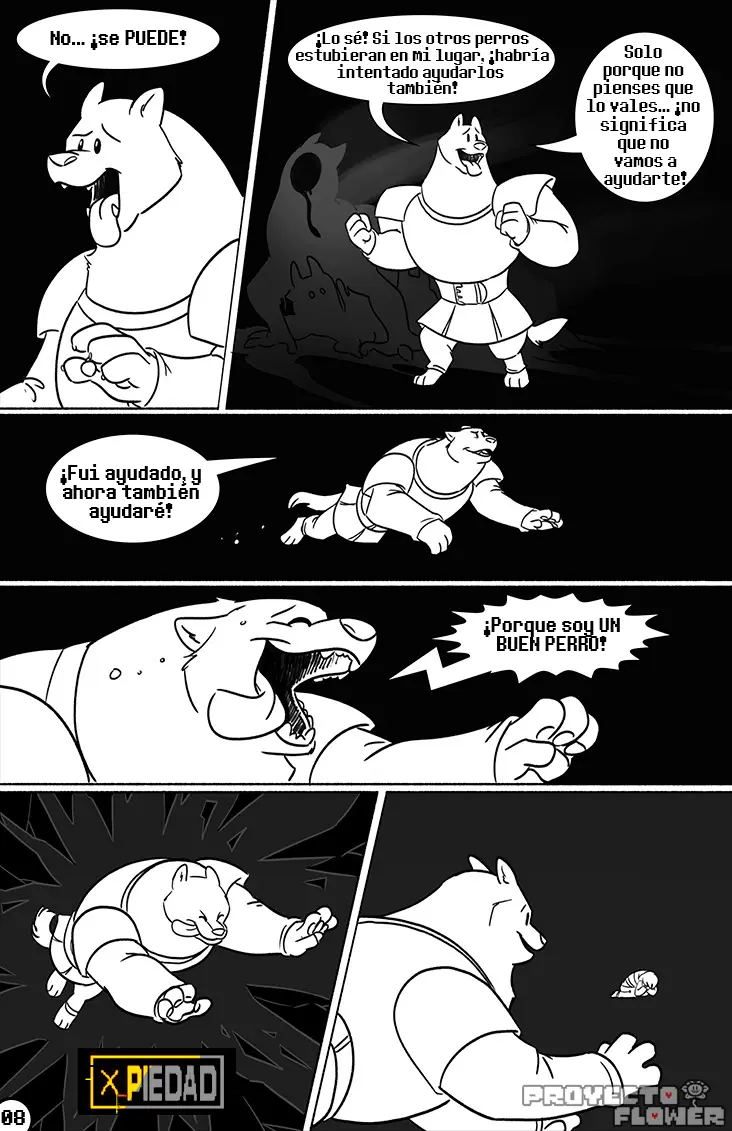 No... ¡se PUEDE!
¡Lo sé! Si los otros perros
estubieran en mi lugar, ¡habría
intentado ayudarlos
también!
Solo
porque no
pienses que
lo vales... ¡no
significa
que no
vamos a
ayudarte!
¡Fui ayudado, y
ahora también
ayudaré!
¡Porque soy UN
BUEN PERRO!
X PIEDAD
08
PROYECTO
FLOWER